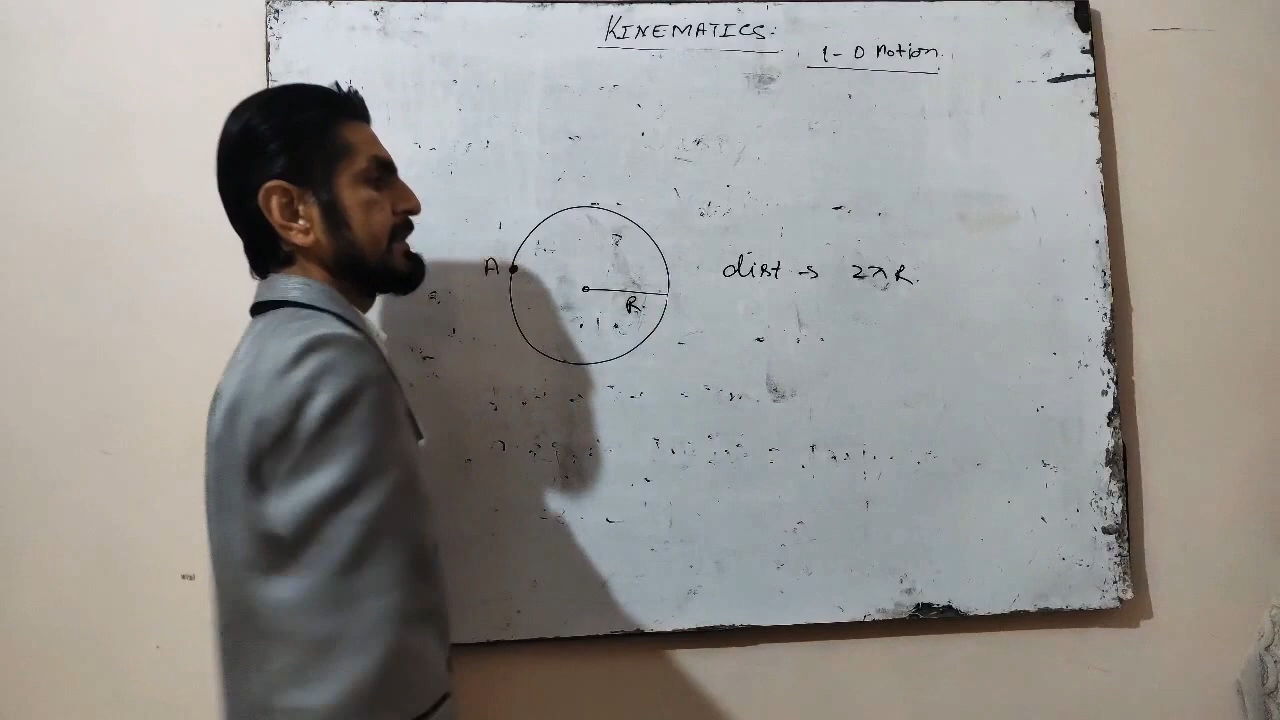 KINEMATICS:
1-D Motion
A
R
dist → 2πR